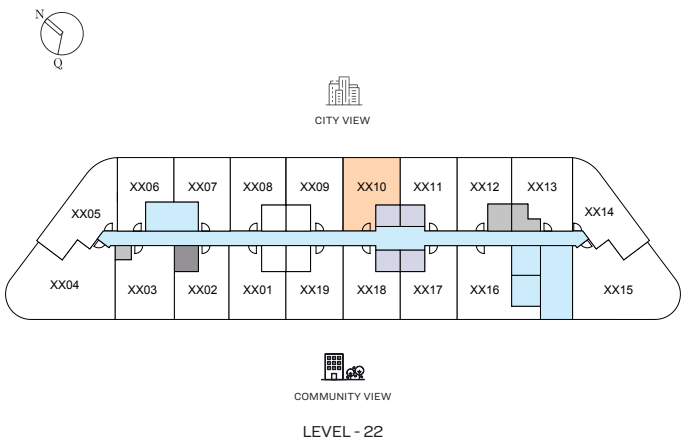 N
Q
CITY VIEW
XX06 XX07 XX08 XX09 XX10 XX11 XX12 XX13
XX05 XX14
XX04 XX03 XX02 XX01 XX19 XX18 XX17 XX16 XX15
COMMUNITY VIEW
LEVEL - 22